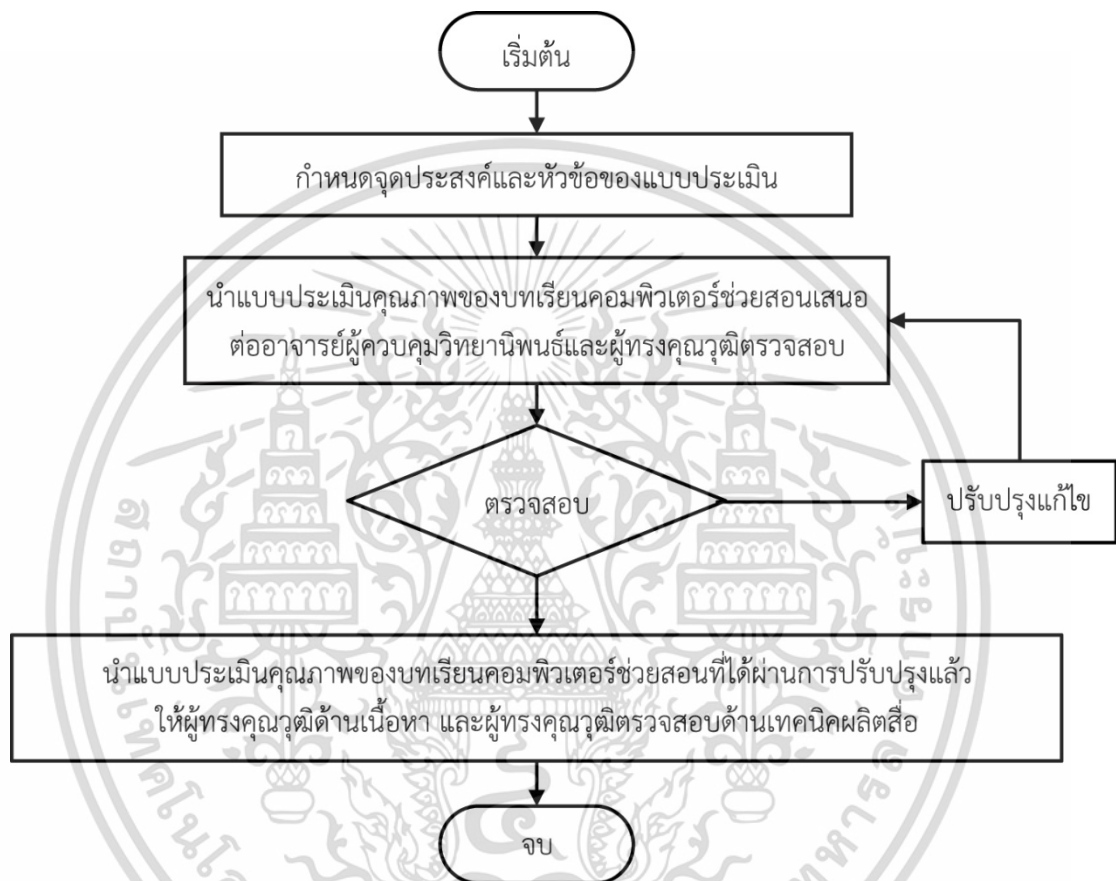 เริ่มต้น
กำหนดจุดประสงค์และหัวข้อของแบบประเมิน
นำแบบประเมินคุณภาพของบทเรียนคอมพิวเตอร์ช่วยสอนเสนอ
ต่ออาจารย์ผู้ควบคุมวิทยานิพนธ์และผู้ทรงคุณวุฒิตรวจสอบ
ตรวจสอบ
ปรับปรุงแก้ไข
นำแบบประเมินคุณภาพของบทเรียนคอมพิวเตอร์ช่วยสอนที่ได้ผ่านการปรับปรุงแล้ว
ให้ผู้ทรงคุณวุฒิด้านเนื้อหา และผู้ทรงคุณวุฒิตรวจสอบด้านเทคนิคผลิตสื่อ
จบ